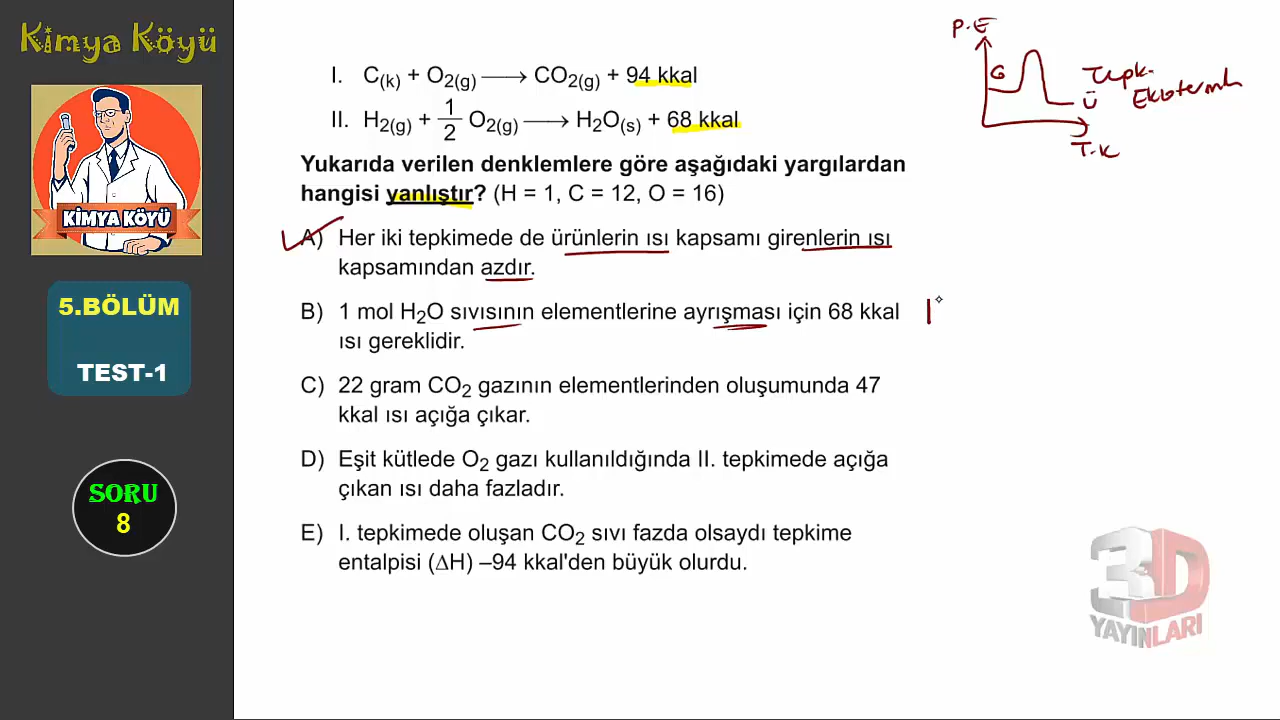 Kimya Köyü
KİMYA KÖYÜ
5.BÖLÜM
TEST-1
SORU
8
I. C(k) + O2(g) ⟶ CO2(g) + 94 kkal
II. H2(g) + 1/2 O2(g) ⟶ H2O(s) + 68 kkal
Yukarıda verilen denklemlere göre aşağıdaki yargılardan
hangisi yanlıştır? (H = 1, C = 12, O = 16)
A) Her iki tepkimede de ürünlerin ısı kapsamı girenlerin ısı
kapsamından azdır.
B) 1 mol H2O sıvısının elementlerine ayrışması için 68 kkal
ısı gereklidir.
C) 22 gram CO2 gazının elementlerinden oluşumunda 47
kkal ısı açığa çıkar.
D) Eşit kütlede O2 gazı kullanıldığında II. tepkimede açığa
çıkan ısı daha fazladır.
E) I. tepkimede oluşan CO2 sıvı fazda olsaydı tepkime
entalpisi (ΔH) –94 kkal'den büyük olurdu.
P.E
G
Ü
Tepk.
T.K
3D
YAYINLARI